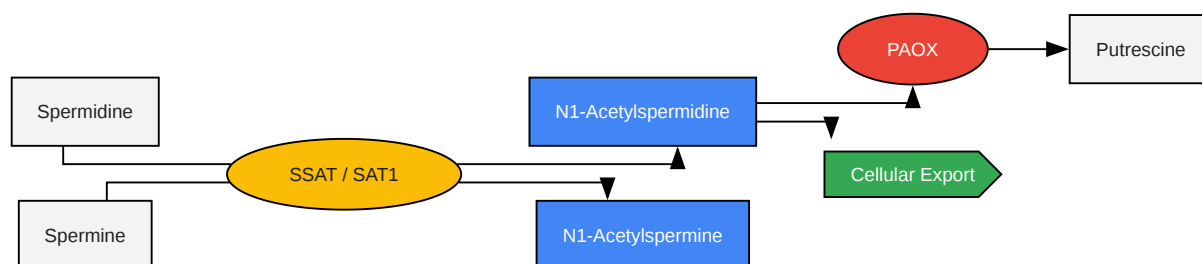 PAOX
Putrescine
Spermidine
N1-Acetylspermidine
SSAT / SAT1
Cellular Export
Spermine
N1-Acetylspermine